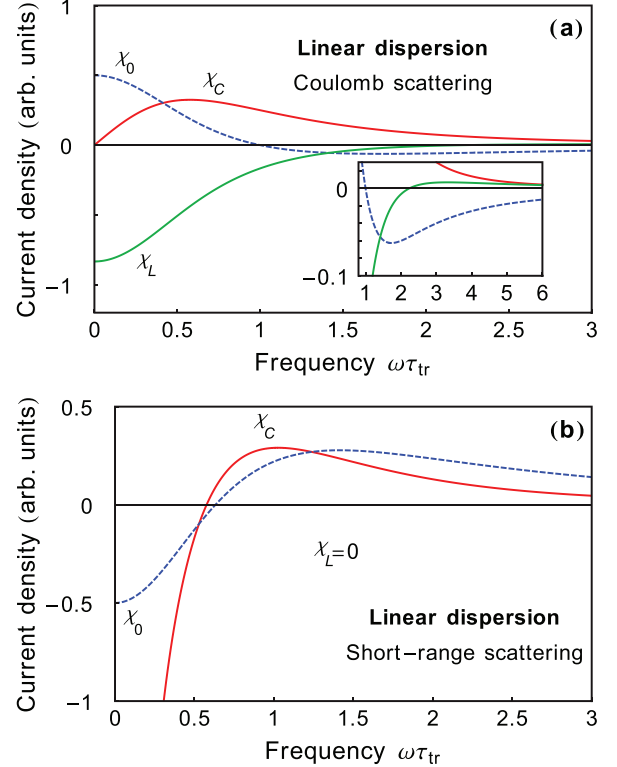 1
(a)
χ0
χC
Linear dispersion
Coulomb scattering
Current density (arb. units)
0
0
χL
−1
−0.1
1 2 3 4 5 6
0 0.5 1 1.5 2 2.5 3
Frequency ωτtr
0.5
χC
(b)
Current density (arb. units)
0
χL=0
−0.5
χ0
Linear dispersion
Short−range scattering
−1
0 0.5 1 1.5 2 2.5 3
Frequency ωτtr